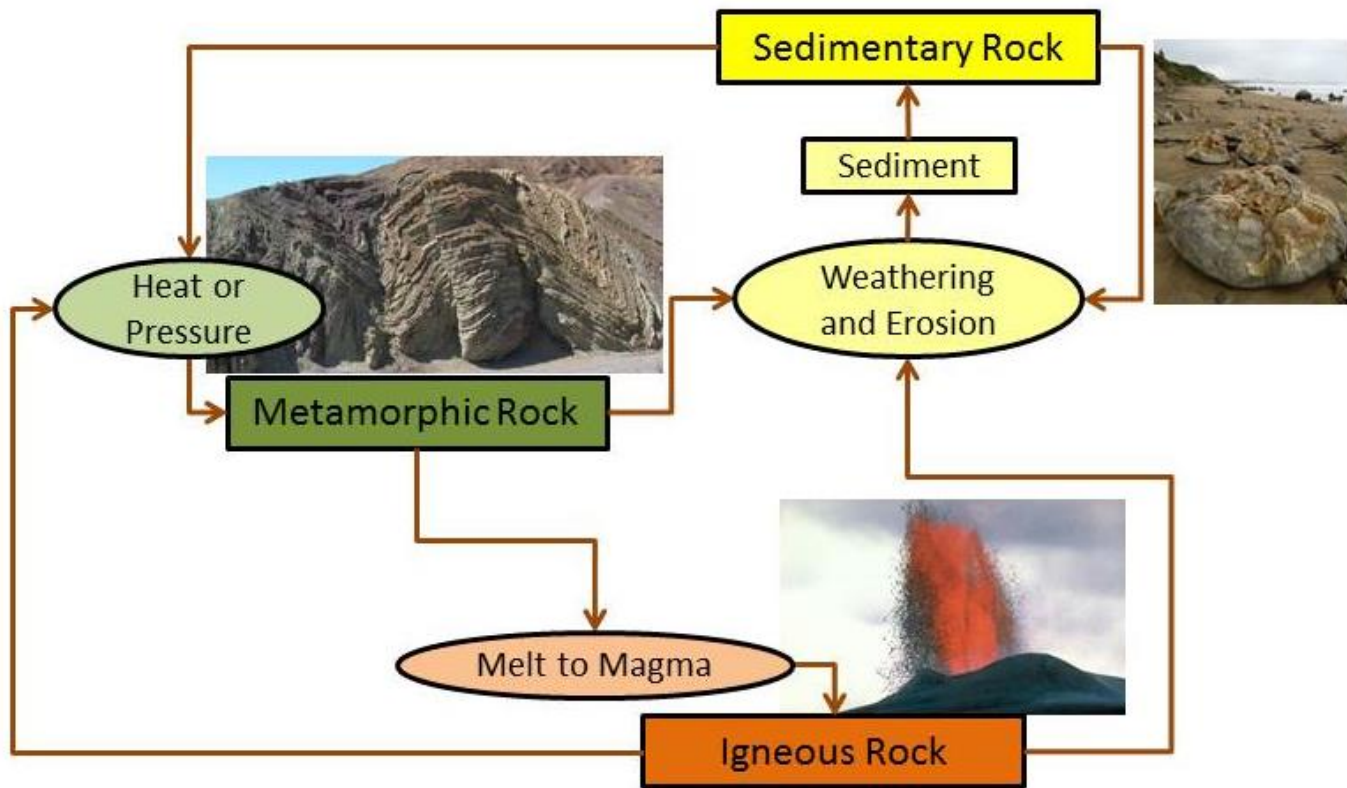 Sedimentary Rock
Sediment
Heat or
Pressure
Weathering
and Erosion
Metamorphic Rock
Melt to Magma
Igneous Rock